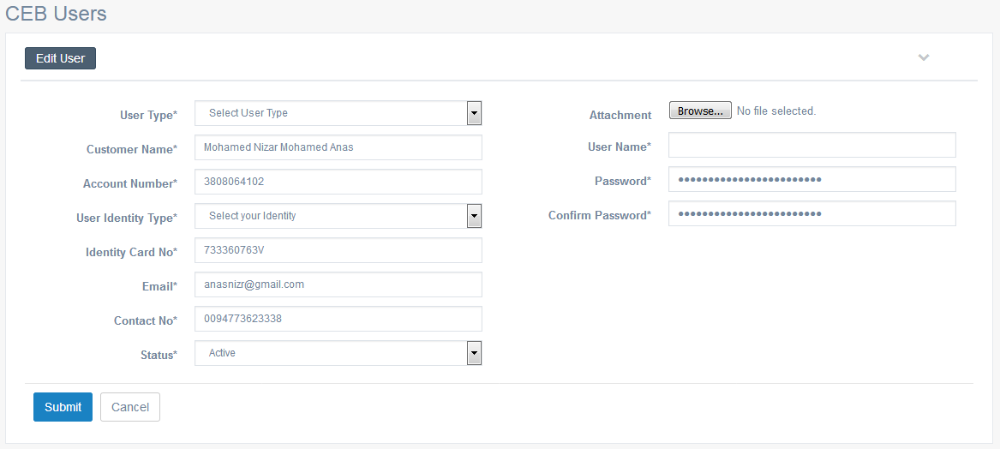 CEB Users
Edit User
User Type* Select User Type
Customer Name* Mohamed Nizar Mohamed Anas
Account Number* 3808064102
User Identity Type* Select your Identity
Identity Card No* 733360763V
Email* anasnizr@gmail.com
Contact No* 0094773623338
Status* Active
Attachment Browse... No file selected.
User Name*
Password* ••••••••••••••••••••••••
Confirm Password* ••••••••••••••••••••••••
Submit Cancel